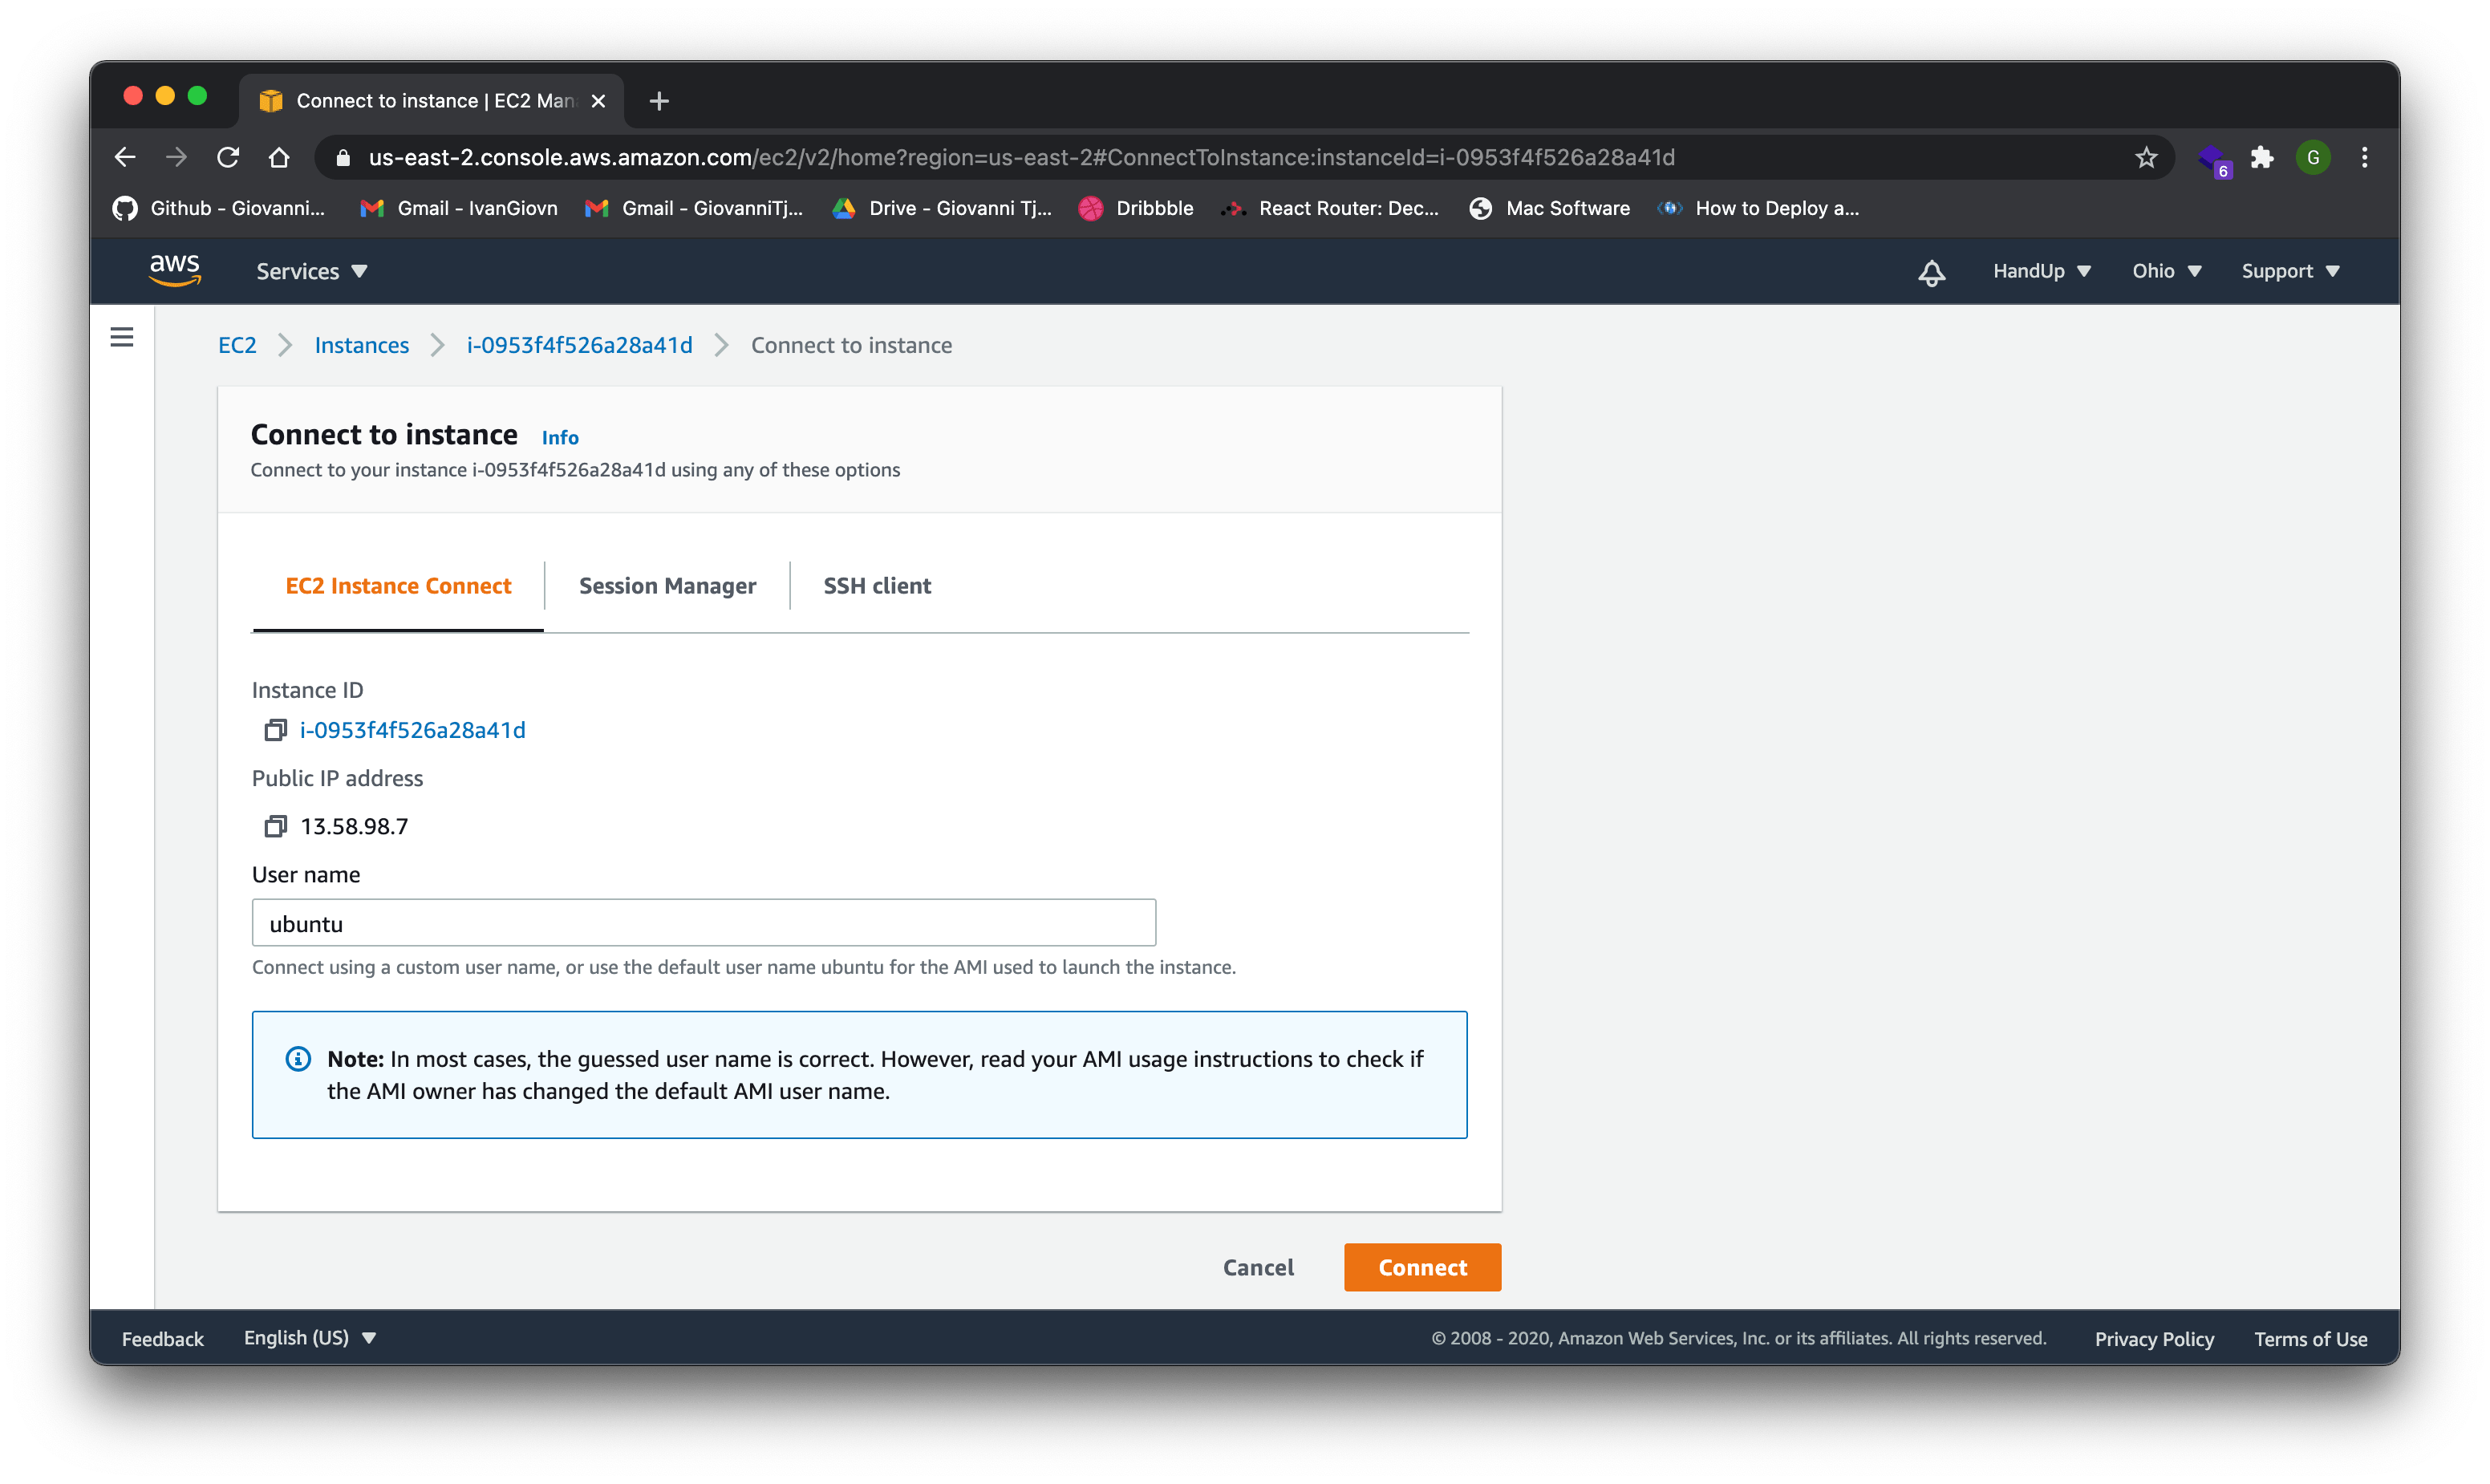 Connect to instance | EC2 Man
us-east-2.console.aws.amazon.com/ec2/v2/home?region=us-east-2#ConnectToInstance:instanceId=i-0953f4f526a28a41d
6
G
Github - Giovanni...
Gmail - IvanGiovn
Gmail - GiovanniTj...
Drive - Giovanni Tj...
Dribbble
React Router: Dec...
Mac Software
How to Deploy a...
aws
Services
HandUp
Ohio
Support
EC2
Instances
i-0953f4f526a28a41d
Connect to instance
Connect to instance Info
Connect to your instance i-0953f4f526a28a41d using any of these options
EC2 Instance Connect
Session Manager
SSH client
Instance ID
i-0953f4f526a28a41d
Public IP address
13.58.98.7
User name
ubuntu
Connect using a custom user name, or use the default user name ubuntu for the AMI used to launch the instance.
Note: In most cases, the guessed user name is correct. However, read your AMI usage instructions to check if
the AMI owner has changed the default AMI user name.
Cancel
Connect
Feedback
English (US)
© 2008 - 2020, Amazon Web Services, Inc. or its affiliates. All rights reserved.
Privacy Policy
Terms of Use